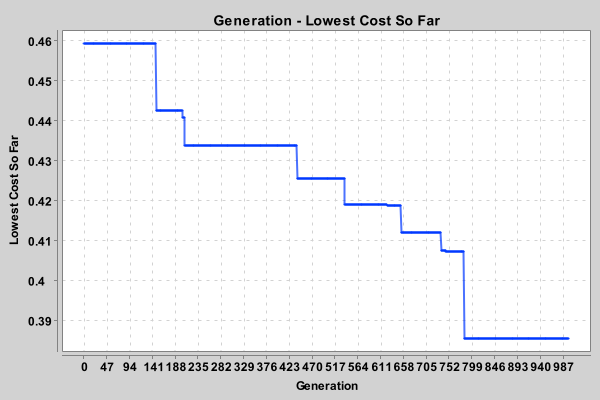 Generation - Lowest Cost So Far
0.46
0.45
0.44
0.43
0.42
0.41
0.4
0.39
Lowest Cost So Far
0 47 94 141 188 235 282 329 376 423 470 517 564 611 658 705 752 799 846 893 940 987
Generation